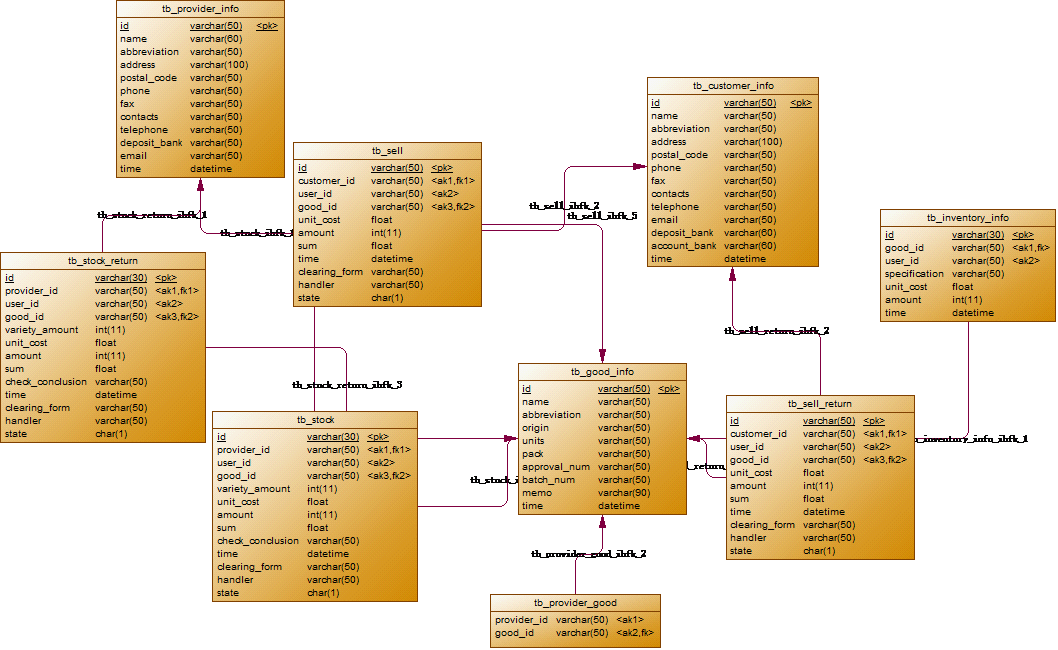 tb_provider_info
id varchar(50) <pk>
name varchar(60)
abbreviation varchar(50)
address varchar(100)
postal_code varchar(50)
phone varchar(50)
fax varchar(50)
contacts varchar(50)
telephone varchar(50)
deposit_bank varchar(50)
email varchar(50)
time datetime
tb_customer_info
id varchar(50) <pk>
name varchar(50)
abbreviation varchar(50)
address varchar(100)
postal_code varchar(50)
phone varchar(50)
fax varchar(50)
contacts varchar(50)
telephone varchar(50)
email varchar(50)
deposit_bank varchar(60)
account_bank varchar(60)
time datetime
tb_sell
id varchar(50) <pk>
customer_id varchar(50) <ak1,fk1>
user_id varchar(50) <ak2>
good_id varchar(50) <ak3,fk2>
unit_cost float
amount int(11)
sum float
time datetime
clearing_form varchar(50)
handler varchar(50)
state char(1)
tb_sell_ibfk_2
tb_sell_ibfk_5
tb_stock_return_ibfk_1
tb_stock_ibfk_1
tb_inventory_info
id varchar(30) <pk>
good_id varchar(50) <ak1,fk>
user_id varchar(50) <ak2>
specification varchar(50)
unit_cost float
amount int(11)
time datetime
tb_stock_return
id varchar(30) <pk>
provider_id varchar(50) <ak1,fk1>
user_id varchar(50) <ak2>
good_id varchar(50) <ak3,fk2>
variety_amount int(11)
unit_cost float
amount int(11)
sum float
check_conclusion varchar(50)
time datetime
clearing_form varchar(50)
handler varchar(50)
state char(1)
tb_sell_return_ibfk_2
tb_stock_return_ibfk_3
tb_good_info
id varchar(50) <pk>
name varchar(50)
abbreviation varchar(50)
origin varchar(50)
units varchar(50)
pack varchar(50)
approval_num varchar(50)
batch_num varchar(50)
memo varchar(90)
time datetime
tb_sell_return
id varchar(50) <pk>
customer_id varchar(50) <ak1,fk1>
user_id varchar(50) <ak2>
good_id varchar(50) <ak3,fk2>
unit_cost float
amount int(11)
sum float
time datetime
clearing_form varchar(50)
handler varchar(50)
state char(1)
_inventory_info_ibfk_1
tb_stock
id varchar(30) <pk>
provider_id varchar(50) <ak1,fk1>
user_id varchar(50) <ak2>
good_id varchar(50) <ak3,fk2>
variety_amount int(11)
unit_cost float
amount int(11)
sum float
check_conclusion varchar(50)
time datetime
clearing_form varchar(50)
handler varchar(50)
state char(1)
tb_stock_i
l_return_
tb_provider_good_ibfk_2
tb_provider_good
provider_id varchar(50) <ak1>
good_id varchar(50) <ak2,fk>